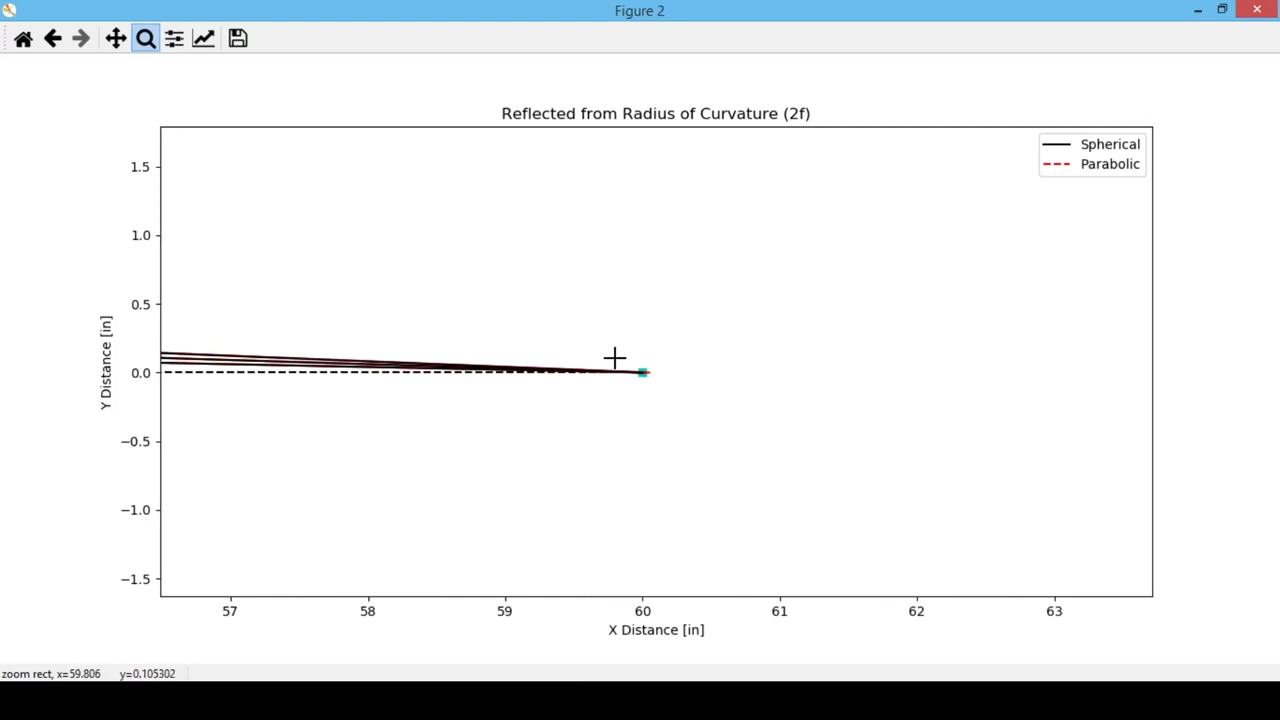 Figure 2
Reflected from Radius of Curvature (2f)
Spherical
Parabolic
1.5
1.0
0.5
0.0
−0.5
−1.0
−1.5
Y Distance [in]
57 58 59 60 61 62 63
X Distance [in]
zoom rect, x=59.806 y=0.105302